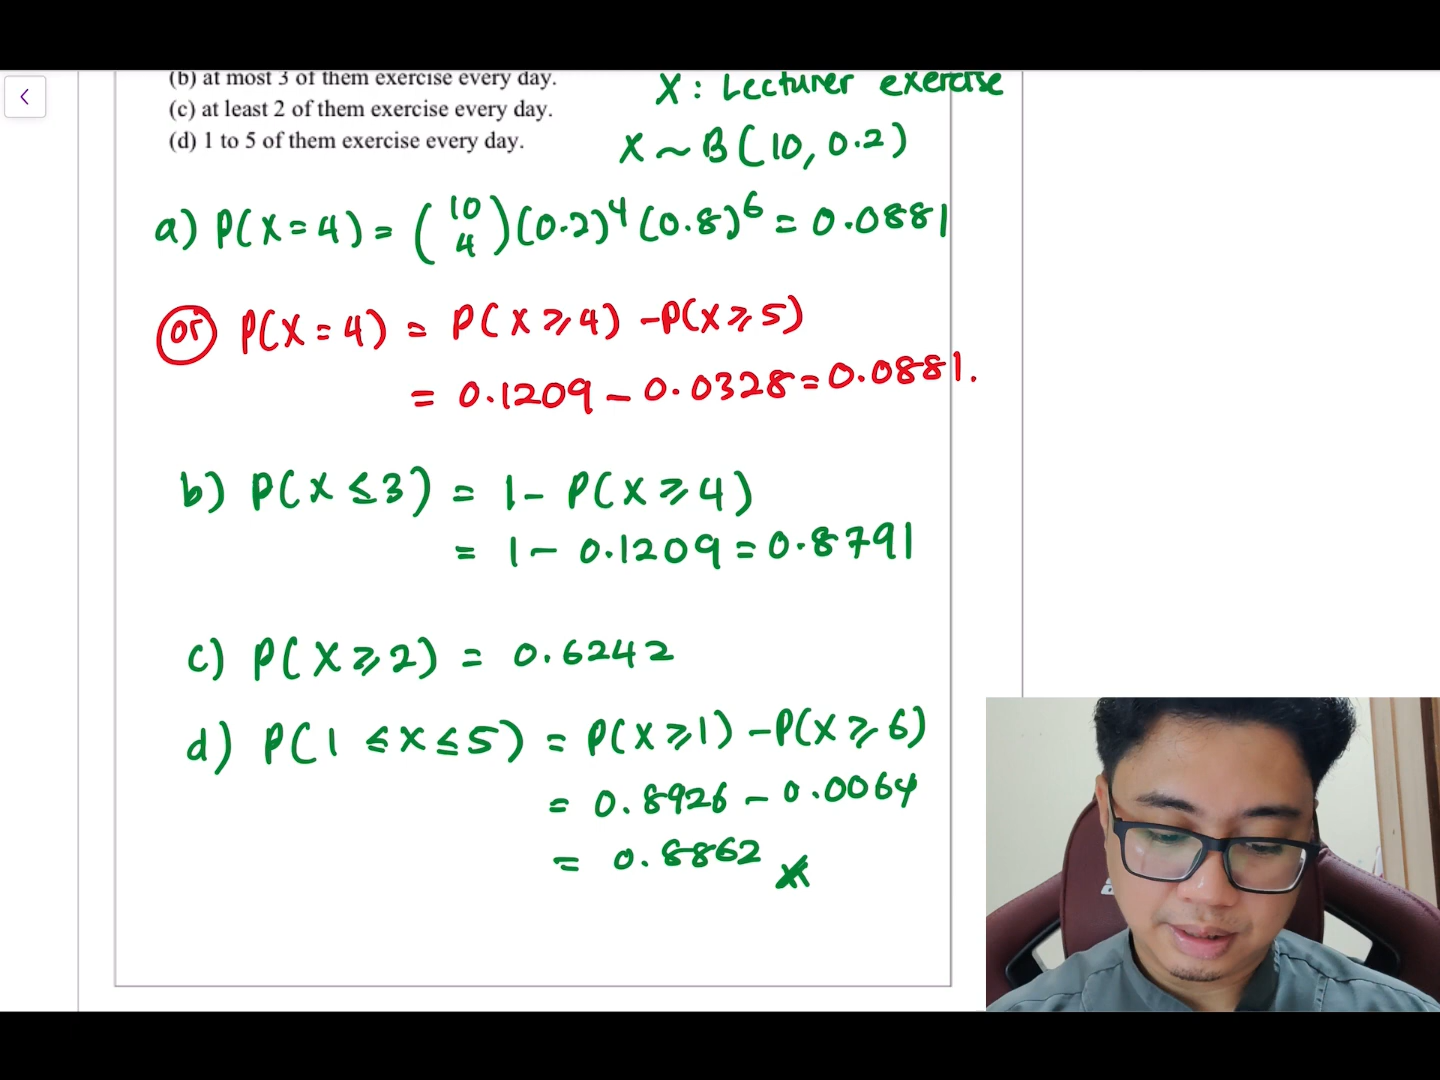 (b) at most 3 of them exercise every day.
(c) at least 2 of them exercise every day.
(d) 1 to 5 of them exercise every day.
X : Lecturer exercise
X ~ B(10, 0.2)
a) P(X = 4) = (10 4)(0.2)^4 (0.8)^6 = 0.0881
or P(X = 4) = P(X ⩾ 4) - P(X ⩾ 5)
= 0.1209 - 0.0328 = 0.0881.
b) P(X ≤ 3) = 1 - P(X ⩾ 4)
= 1 - 0.1209 = 0.8791
c) P(X ⩾ 2) = 0.6242
d) P(1 ≤ X ≤ 5) = P(X ⩾ 1) - P(X ⩾ 6)
= 0.8926 - 0.0064
= 0.8862